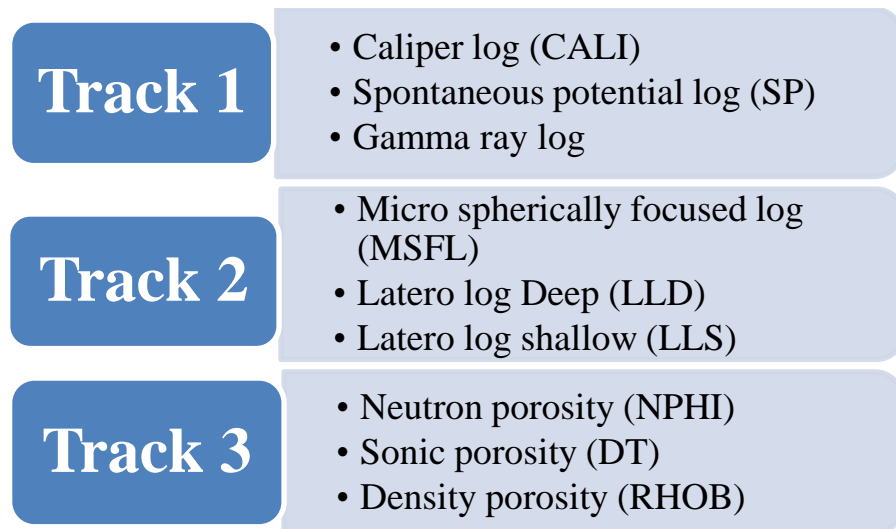 Track 1
• Caliper log (CALI)
• Spontaneous potential log (SP)
• Gamma ray log
Track 2
• Micro spherically focused log
(MSFL)
• Latero log Deep (LLD)
• Latero log shallow (LLS)
Track 3
• Neutron porosity (NPHI)
• Sonic porosity (DT)
• Density porosity (RHOB)